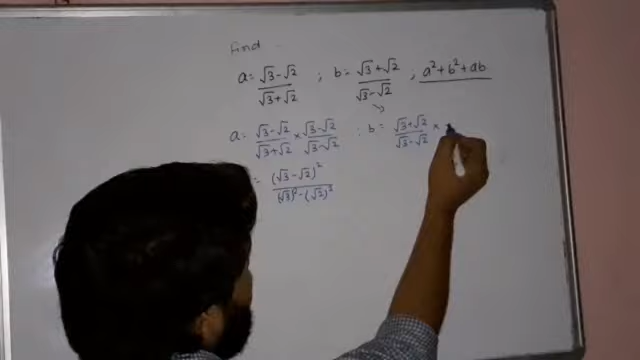 Find
a = √3-√2 / √3+√2 ; b = √3+√2 / √3-√2 ; a²+b²+ab
a = √3-√2 / √3+√2 × √3-√2 / √3-√2 ; b = √3+√2 / √3-√2 ×
= (√3-√2)² / (√3)²-(√2)²